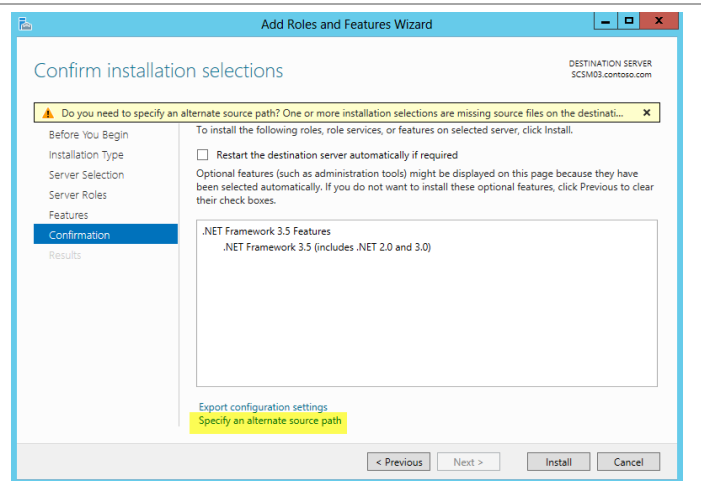 Add Roles and Features Wizard
Confirm installation selections
DESTINATION SERVER
SCSM03.contoso.com
Do you need to specify an alternate source path? One or more installation selections are missing source files on the destinati...
Before You Begin
Installation Type
Server Selection
Server Roles
Features
Confirmation
Results
To install the following roles, role services, or features on selected server, click Install.
Restart the destination server automatically if required
Optional features (such as administration tools) might be displayed on this page because they have
been selected automatically. If you do not want to install these optional features, click Previous to clear
their check boxes.
.NET Framework 3.5 Features
.NET Framework 3.5 (includes .NET 2.0 and 3.0)
Export configuration settings
Specify an alternate source path
< Previous
Next >
Install
Cancel